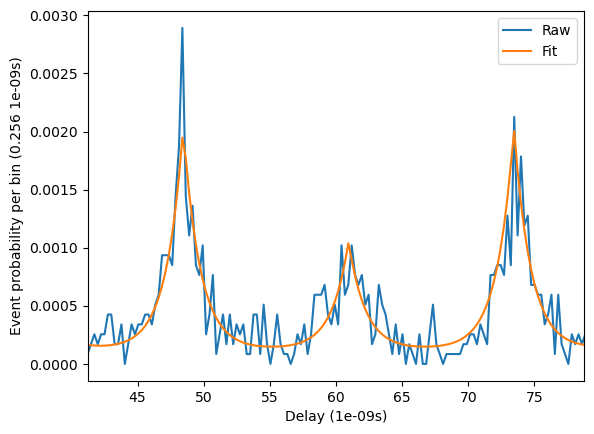 0.0030
0.0025
0.0020
0.0015
0.0010
0.0005
0.0000
Event probability per bin (0.256 1e-09s)
Raw
Fit
45 50 55 60 65 70 75
Delay (1e-09s)